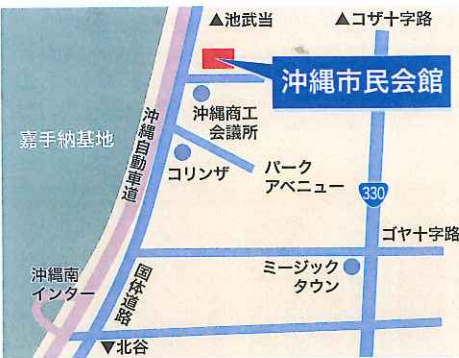 ▲池武当
▲コザ十字路
沖縄市民会館
沖縄商工
会議所
嘉手納基地
沖縄自動車道
コリンザ
パーク
アベニュー
330
ゴヤ十字路
ミージック
タウン
沖縄南
インター
国体道路
▼北谷